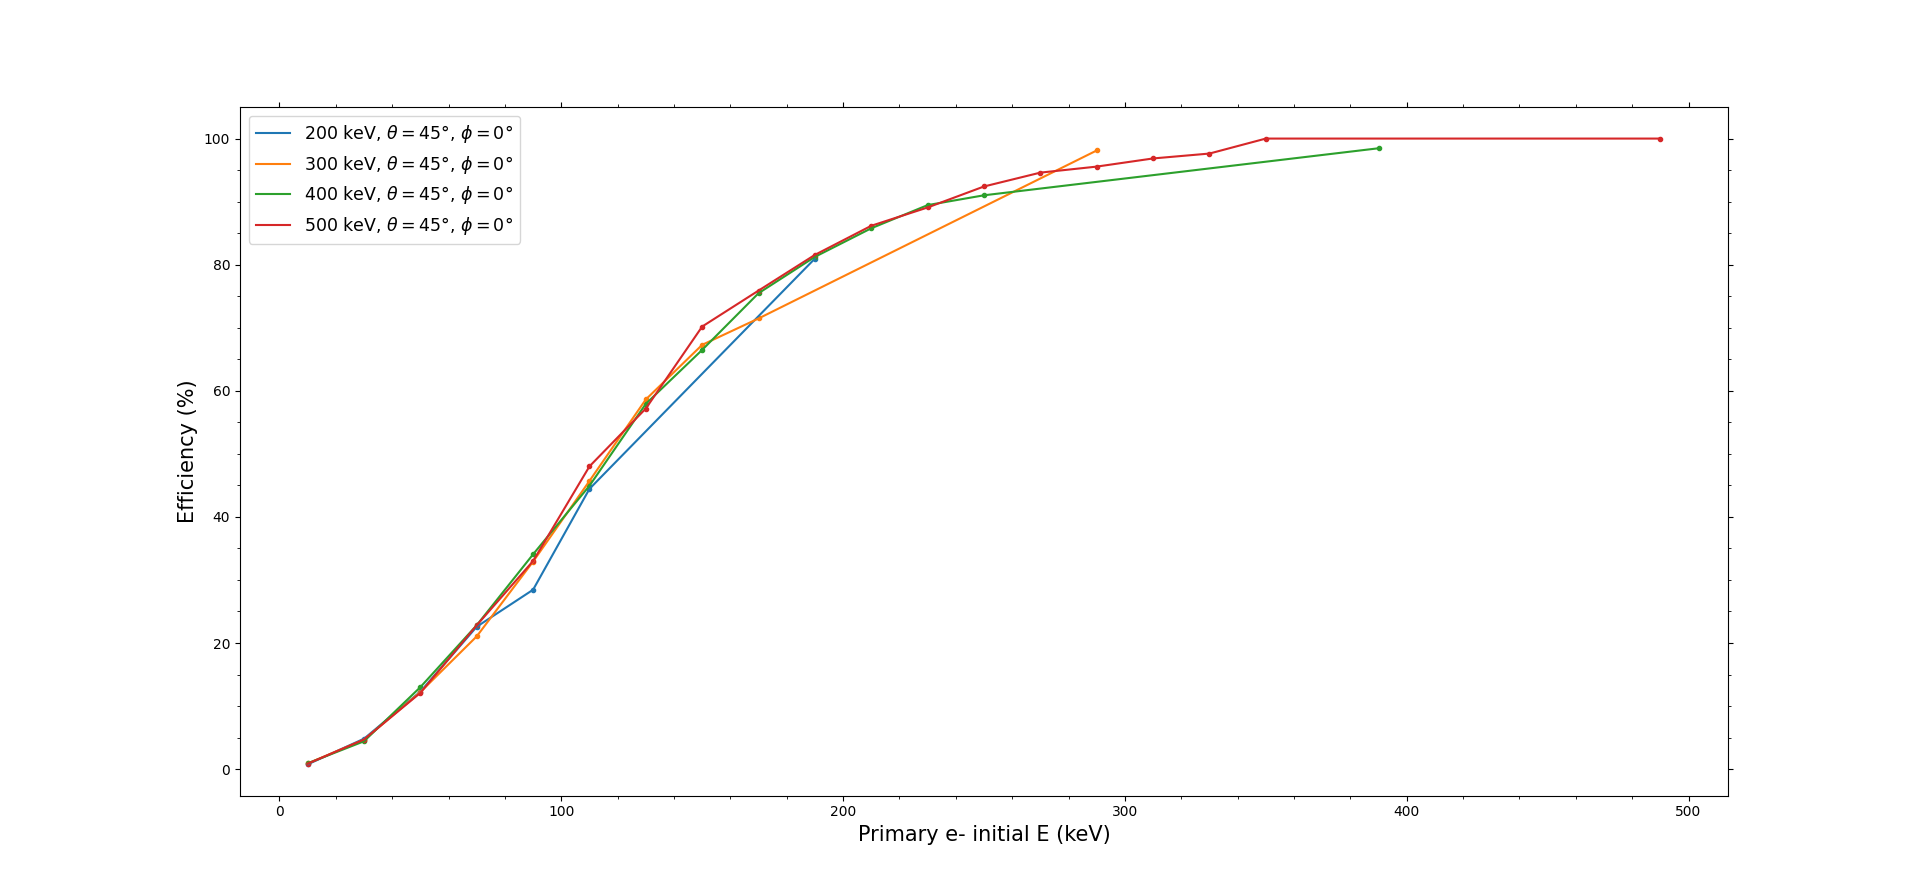 200 keV, θ = 45°, ϕ = 0°
300 keV, θ = 45°, ϕ = 0°
400 keV, θ = 45°, ϕ = 0°
500 keV, θ = 45°, ϕ = 0°
100
80
60
40
20
0
Efficiency (%)
0 100 200 300 400 500
Primary e- initial E (keV)